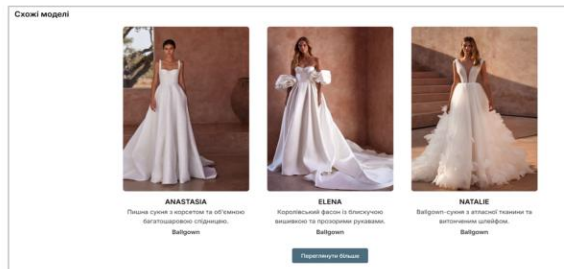 Схожі моделі
ANASTASIA
Пишна сукня з корсетом та об'ємною
багатошаровою спідницею.
Ballgown
ELENA
Королівський фасон із блискучою
вишивкою та прозорими рукавами.
Ballgown
NATALIE
Ballgown-сукня з атласної тканини та
витонченим шлейфом.
Ballgown
Переглянути більше